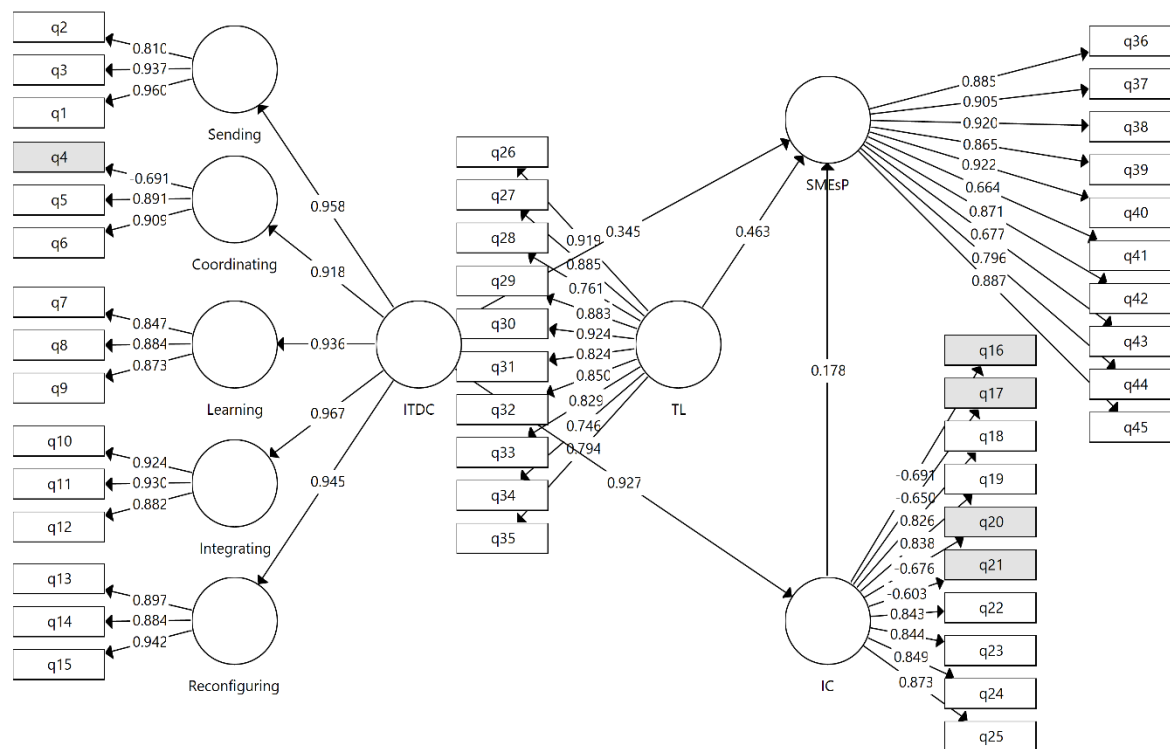 q2
q3
q1
q4
q5
q6
q7
q8
q9
q10
q11
q12
q13
q14
q15
0.810
0.937
0.960
-0.691
0.891
0.909
0.847
0.884
0.873
0.924
0.930
0.882
0.897
0.884
0.942
Sending
Coordinating
Learning
Integrating
Reconfiguring
0.958
0.918
0.936
0.967
0.945
ITDC
q26
q27
q28
q29
q30
q31
q32
q33
q34
q35
0.919
0.885
0.761
0.883
0.924
0.824
0.850
0.829
0.746
0.794
TL
0.345
0.463
0.178
0.927
SMEsP
0.885
0.905
0.920
0.865
0.922
0.664
0.871
0.677
0.796
0.887
q36
q37
q38
q39
q40
q41
q42
q43
q44
q45
IC
-0.691
-0.650
0.826
0.838
-0.676
-0.603
0.843
0.844
0.849
0.873
q16
q17
q18
q19
q20
q21
q22
q23
q24
q25